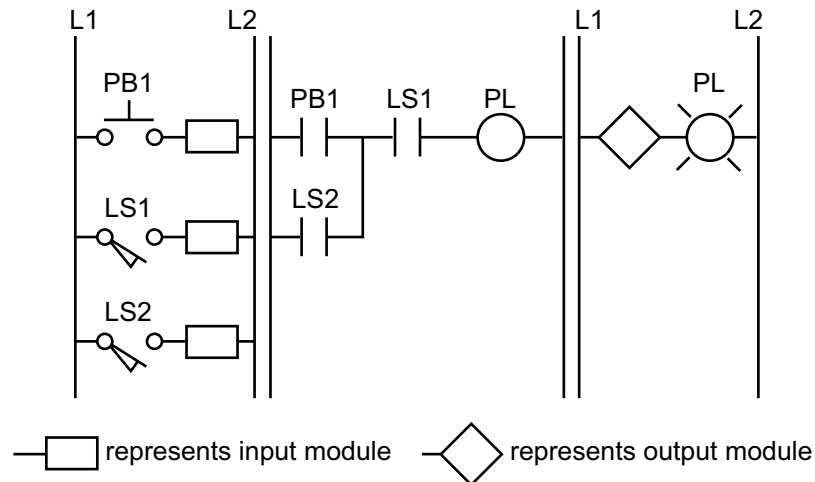 L1 L2 L1 L2
PB1 PB1 LS1 PL PL
LS1 LS2
LS2
represents input module represents output module